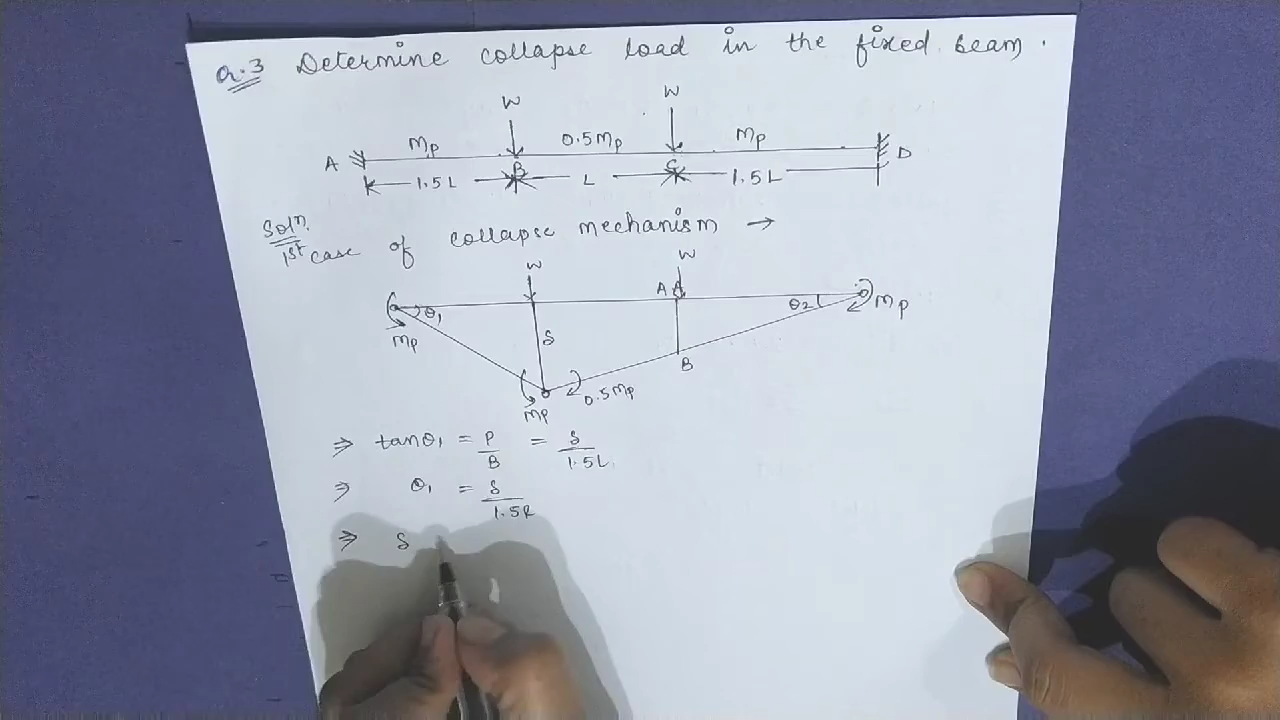 Q.3 Determine collapse load in the fixed beam.
W W
A Mp B 0.5Mp C Mp D
1.5L L 1.5L
Solⁿ.
1st case of collapse mechanism →
W W
θ1 A θ2 Mp
Mp δ B
Mp 0.5Mp
⇒ tanθ1 = P/B = δ/1.5L
⇒ θ1 = δ/1.5L
⇒ δ